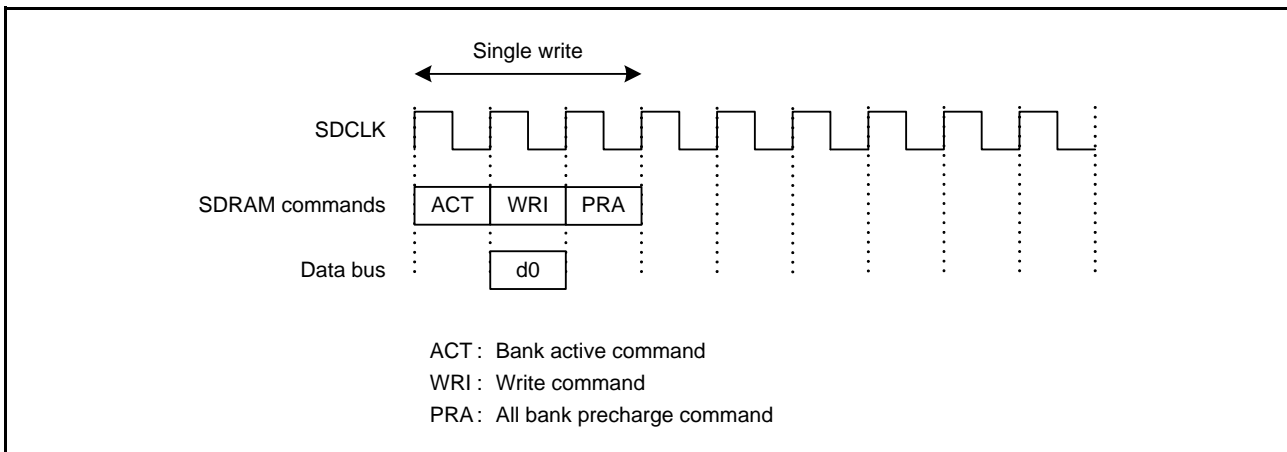 Single write
SDCLK
SDRAM commands ACT WRI PRA
Data bus d0
ACT : Bank active command
WRI : Write command
PRA : All bank precharge command